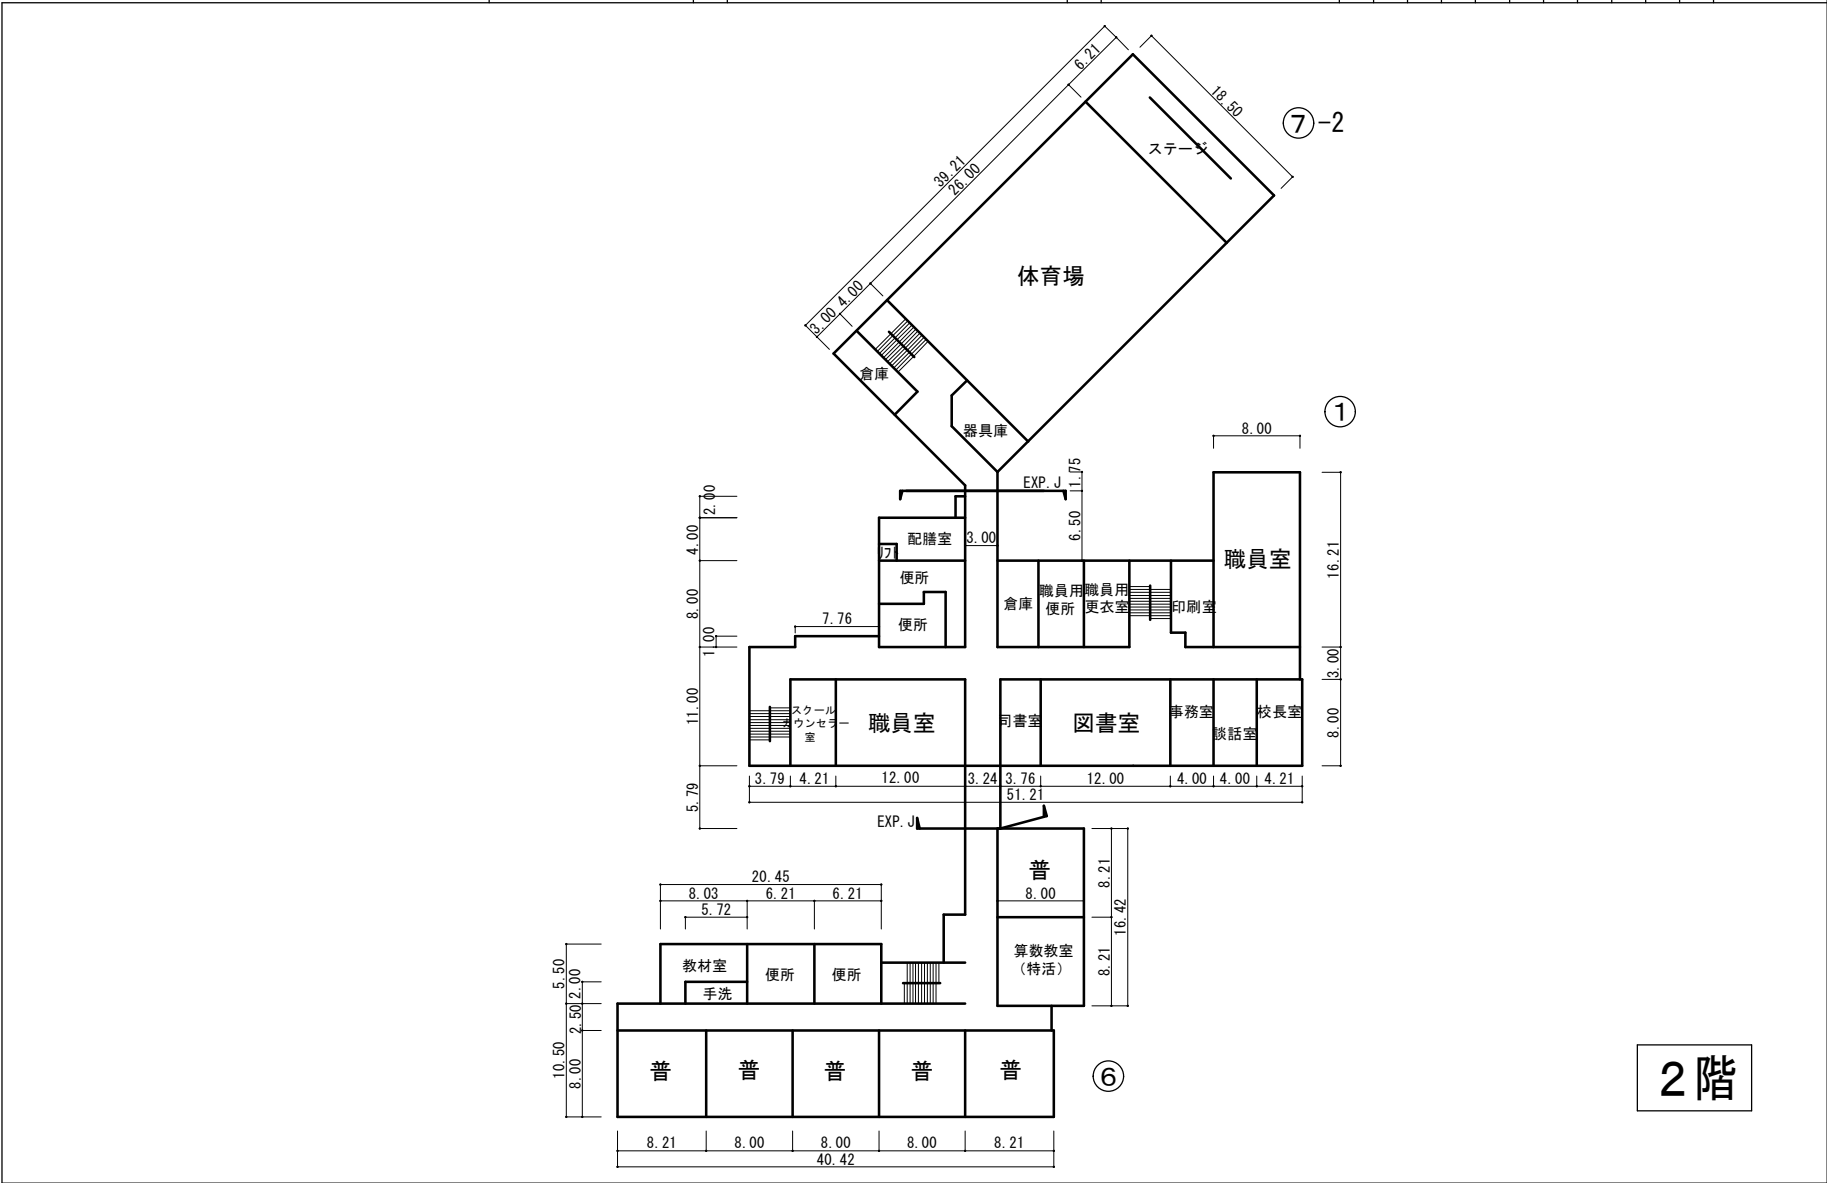 6.21
18.50
⑦-2
ステージ
39.21
26.00
体育場
4.00
3.00
倉庫
器具庫
①
8.00
EXP.J
1.75
2.00
4.00
配膳室
3.00
6.50
リフト
職員室
16.21
便所
8.00
倉庫
職員用
便所
職員用
更衣室
印刷室
7.76
便所
1.00
3.00
11.00
スクール
カウンセラー
室
職員室
司書室
図書室
事務室
談話室
校長室
8.00
3.79
4.21
12.00
3.24
3.76
12.00
4.00
4.00
4.21
51.21
5.79
EXP.J
普
8.00
8.21
16.42
20.45
8.03
6.21
6.21
5.72
算数教室
(特活)
8.21
教材室
便所
便所
手洗
5.50
2.00
2.50
10.50
8.00
普
普
普
普
普
⑥
2階
8.21
8.00
8.00
8.00
8.21
40.42